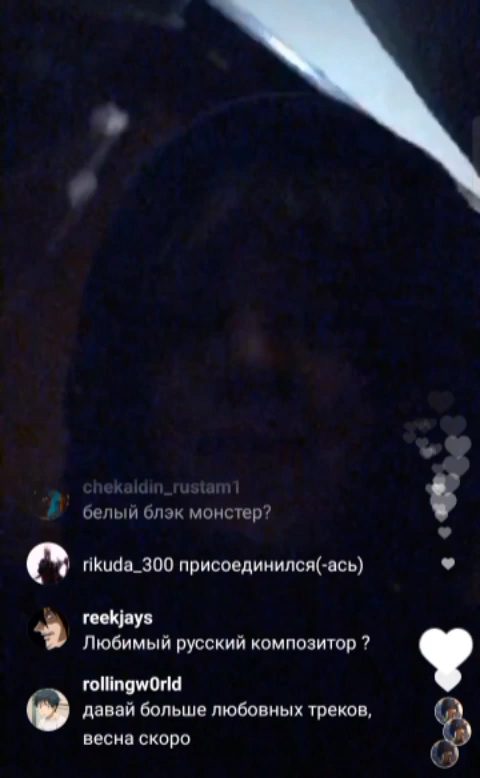 chekaldin_rustam1
белый блэк монстер?
rikuda_300 присоединился(-ась)
reekjays
Любимый русский композитор ?
rollingw0rld
давай больше любовных треков,
весна скоро